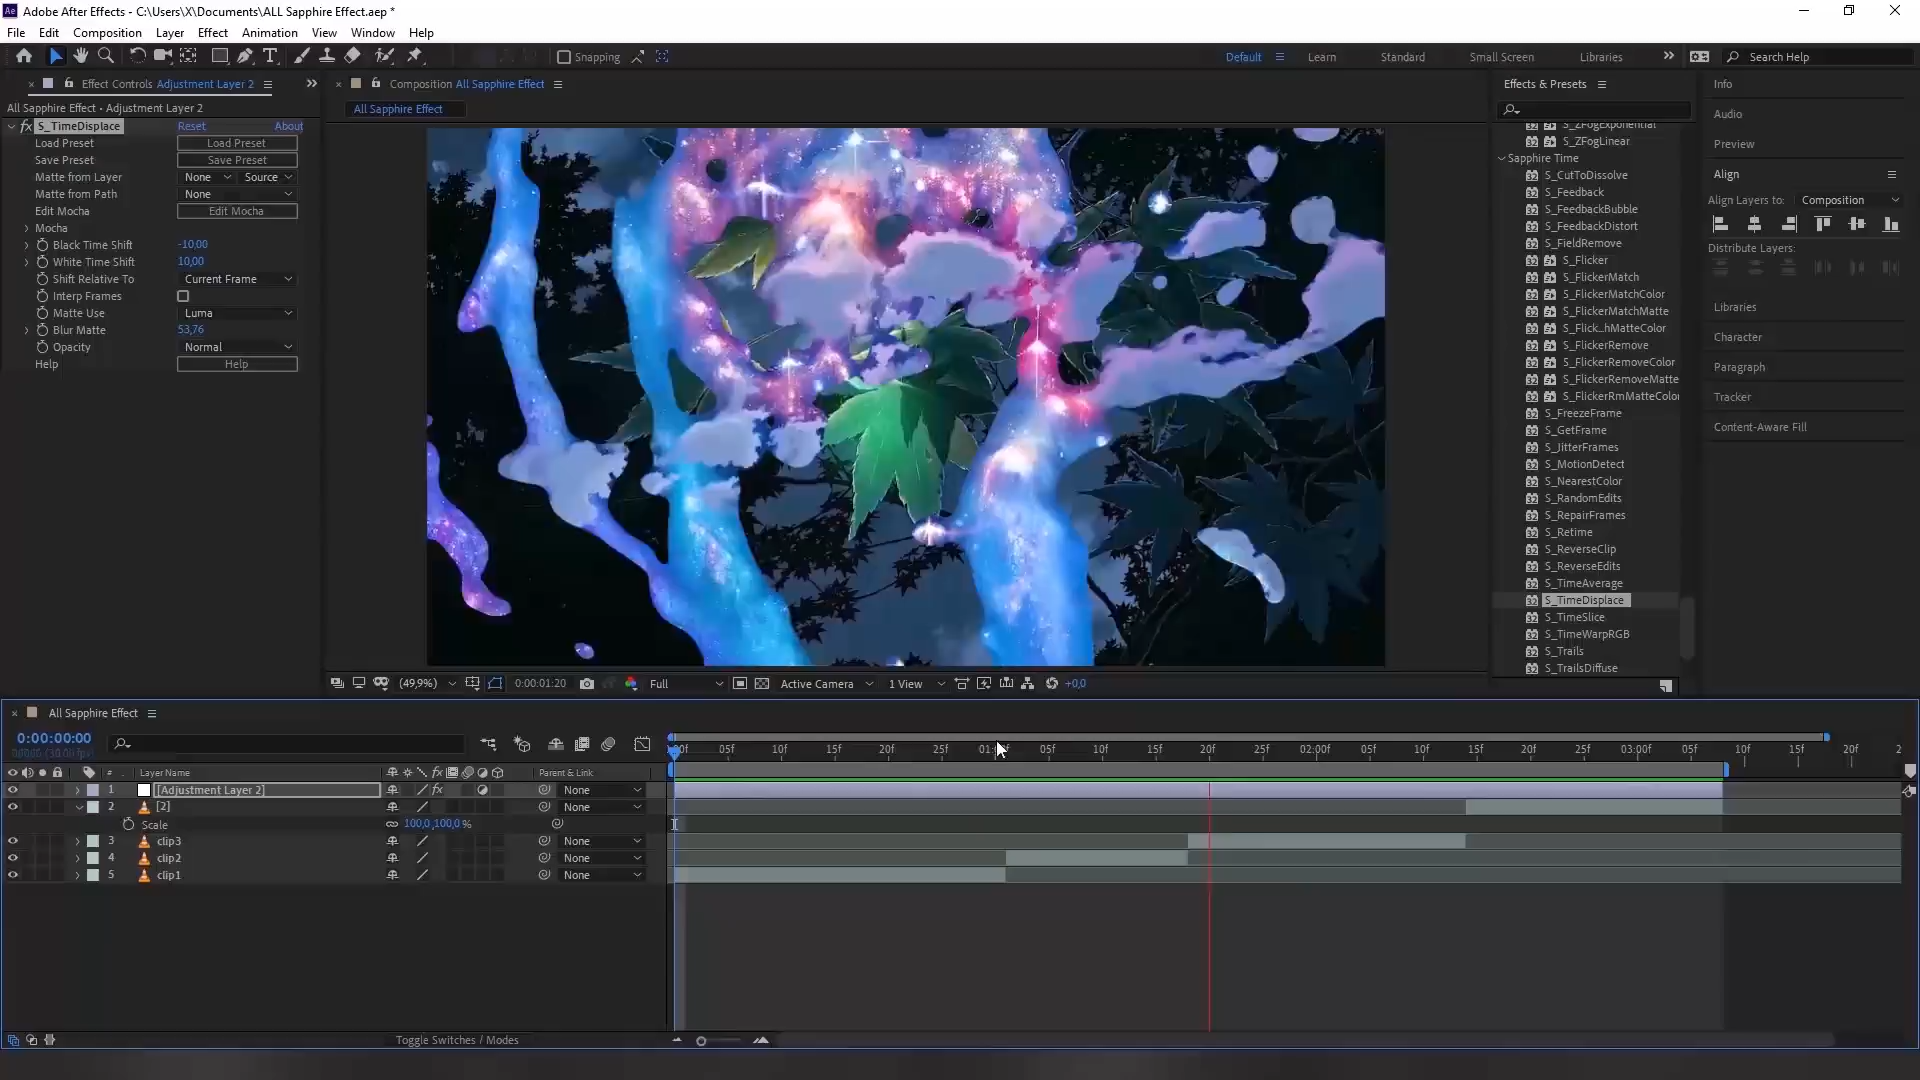 Adobe After Effects - C:\Users\X\Documents\ALL Sapphire Effect.aep *
File Edit Composition Layer Effect Animation View Window Help
Snapping
Default Learn Standard Small Screen Libraries
Search Help
Effect Controls Adjustment Layer 2
All Sapphire Effect • Adjustment Layer 2
fx S_TimeDisplace Reset About
Load Preset Load Preset
Save Preset Save Preset
Matte from Layer None Source
Matte from Path None
Edit Mocha Edit Mocha
Mocha
Black Time Shift -10,00
White Time Shift 10,00
Shift Relative To Current Frame
Interp Frames
Matte Use Luma
Blur Matte 53,76
Opacity Normal
Help Help
Composition All Sapphire Effect
All Sapphire Effect
(49,9%) 0:00:01:20 Full Active Camera 1 View +0,0
Effects & Presets
S_ZFogExponential
S_ZFogLinear
Sapphire Time
S_CutToDissolve
S_Feedback
S_FeedbackBubble
S_FeedbackDistort
S_FieldRemove
S_Flicker
S_FlickerMatch
S_FlickerMatchColor
S_FlickerMatchMatte
S_Flick..hMatteColor
S_FlickerRemove
S_FlickerRemoveColor
S_FlickerRemoveMatte
S_FlickerRmMatteColor
S_FreezeFrame
S_GetFrame
S_JitterFrames
S_MotionDetect
S_NearestColor
S_RandomEdits
S_RepairFrames
S_Retime
S_ReverseClip
S_ReverseEdits
S_TimeAverage
S_TimeDisplace
S_TimeSlice
S_TimeWarpRGB
S_Trails
S_TrailsDiffuse
Info
Audio
Preview
Align
Align Layers to: Composition
Distribute Layers:
Libraries
Character
Paragraph
Tracker
Content-Aware Fill
All Sapphire Effect
0:00:00:00
05f 10f 15f 20f 25f 05f 10f 15f 20f 25f 02:00f 05f 10f 15f 20f 25f 03:00f 05f 10f 15f 20f 2
# Layer Name Parent & Link
1 [Adjustment Layer 2] None
2 [2] None
Scale 100,0,100,0 %
3 clip3 None
4 clip2 None
5 clip1 None
Toggle Switches / Modes